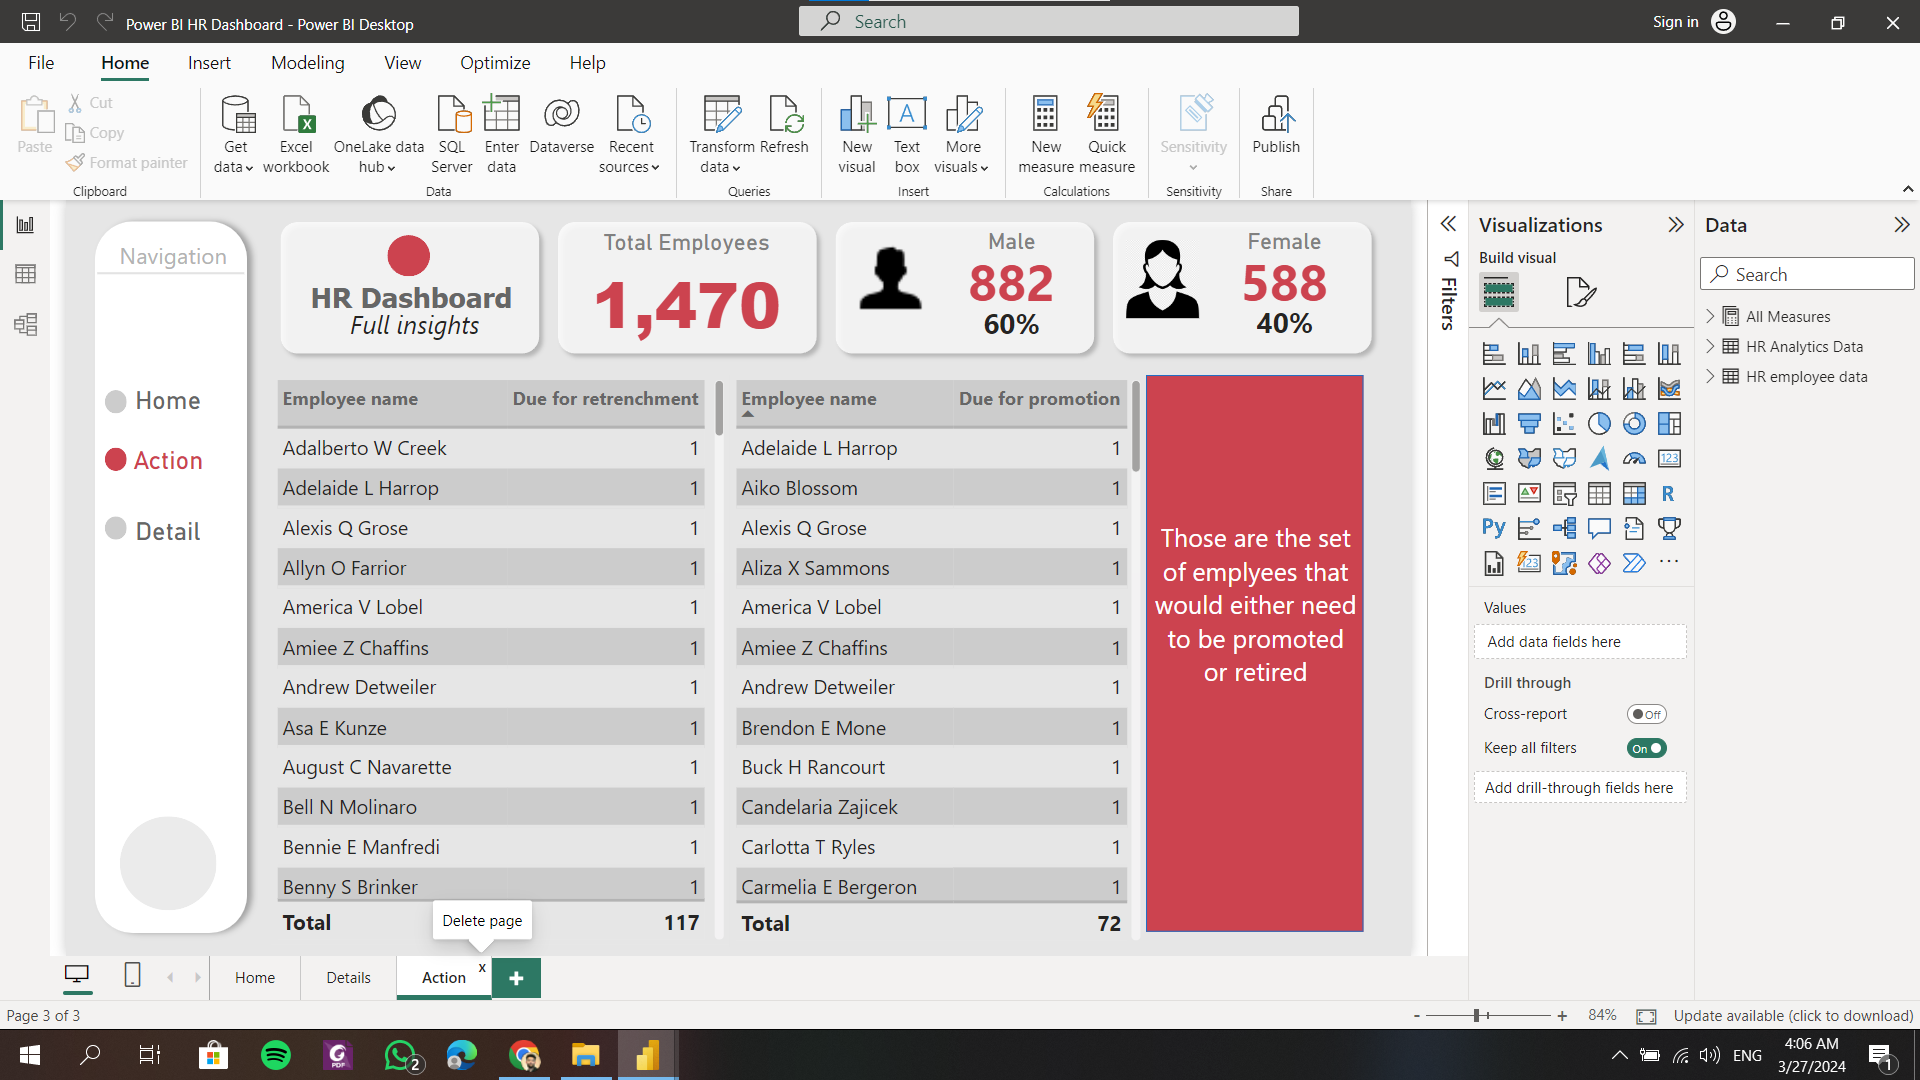 Power BI HR Dashboard - Power BI Desktop
Search
Sign in
File
Home
Insert
Modeling
View
Optimize
Help
Paste
Cut
Copy
Format painter
Clipboard
Get
data
Excel
workbook
OneLake data
hub
SQL
Server
Enter
data
Dataverse
Recent
sources
Data
Transform
data
Refresh
Queries
New
visual
Text
box
More
visuals
Insert
New
measure
Quick
measure
Calculations
Sensitivity
Sensitivity
Publish
Share
Navigation
Home
Action
Detail
HR Dashboard
Full insights
Total Employees
1,470
Male
882
60%
Female
588
40%
Employee name Due for retrenchment
Adalberto W Creek 1
Adelaide L Harrop 1
Alexis Q Grose 1
Allyn O Farrior 1
America V Lobel 1
Amiee Z Chaffins 1
Andrew Detweiler 1
Asa E Kunze 1
August C Navarette 1
Bell N Molinaro 1
Bennie E Manfredi 1
Benny S Brinker 1
Total 117
Employee name Due for promotion
Adelaide L Harrop 1
Aiko Blossom 1
Alexis Q Grose 1
Aliza X Sammons 1
America V Lobel 1
Amiee Z Chaffins 1
Andrew Detweiler 1
Brendon E Mone 1
Buck H Rancourt 1
Candelaria Zajicek 1
Carlotta T Ryles 1
Carmelia E Bergeron 1
Total 72
Those are the set
of emplyees that
would either need
to be promoted
or retired
Delete page
Filters
Visualizations
Build visual
123
R
Py
123
Values
Add data fields here
Drill through
Cross-report
Off
Keep all filters
On
Add drill-through fields here
Data
Search
All Measures
HR Analytics Data
HR employee data
Home
Details
Action
x
+
Page 3 of 3
- + 84%
Update available (click to download)
PDF
2
ENG
4:06 AM
3/27/2024
1